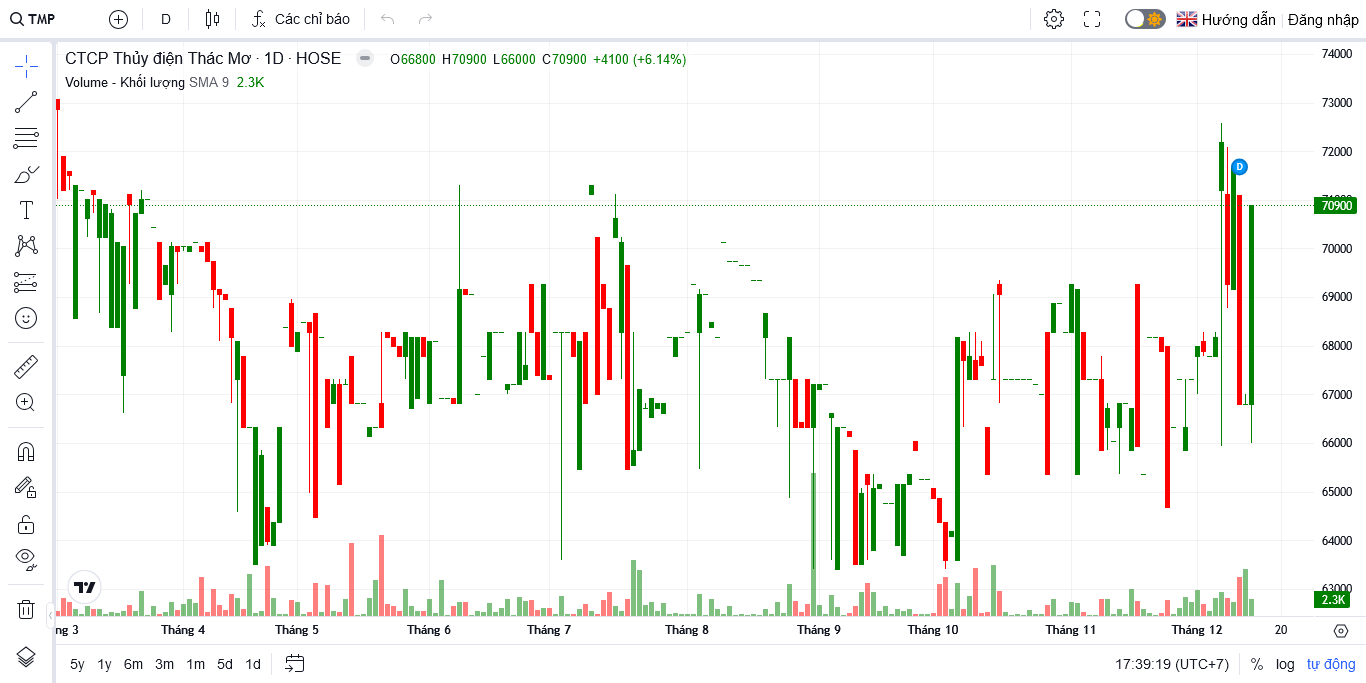 TMP D Các chỉ báo Hướng dẫn Đăng nhập
CTCP Thủy điện Thác Mơ · 1D · HOSE O66800 H70900 L66000 C70900 +4100 (+6.14%)
Volume - Khối lượng SMA 9 2.3K
74000
73000
72000
D
70900
70000
69000
68000
67000
66000
65000
64000
63000
2.3K
ng 3 Tháng 4 Tháng 5 Tháng 6 Tháng 7 Tháng 8 Tháng 9 Tháng 10 Tháng 11 Tháng 12 20
5y 1y 6m 3m 1m 5d 1d 17:39:19 (UTC+7) % log tự động